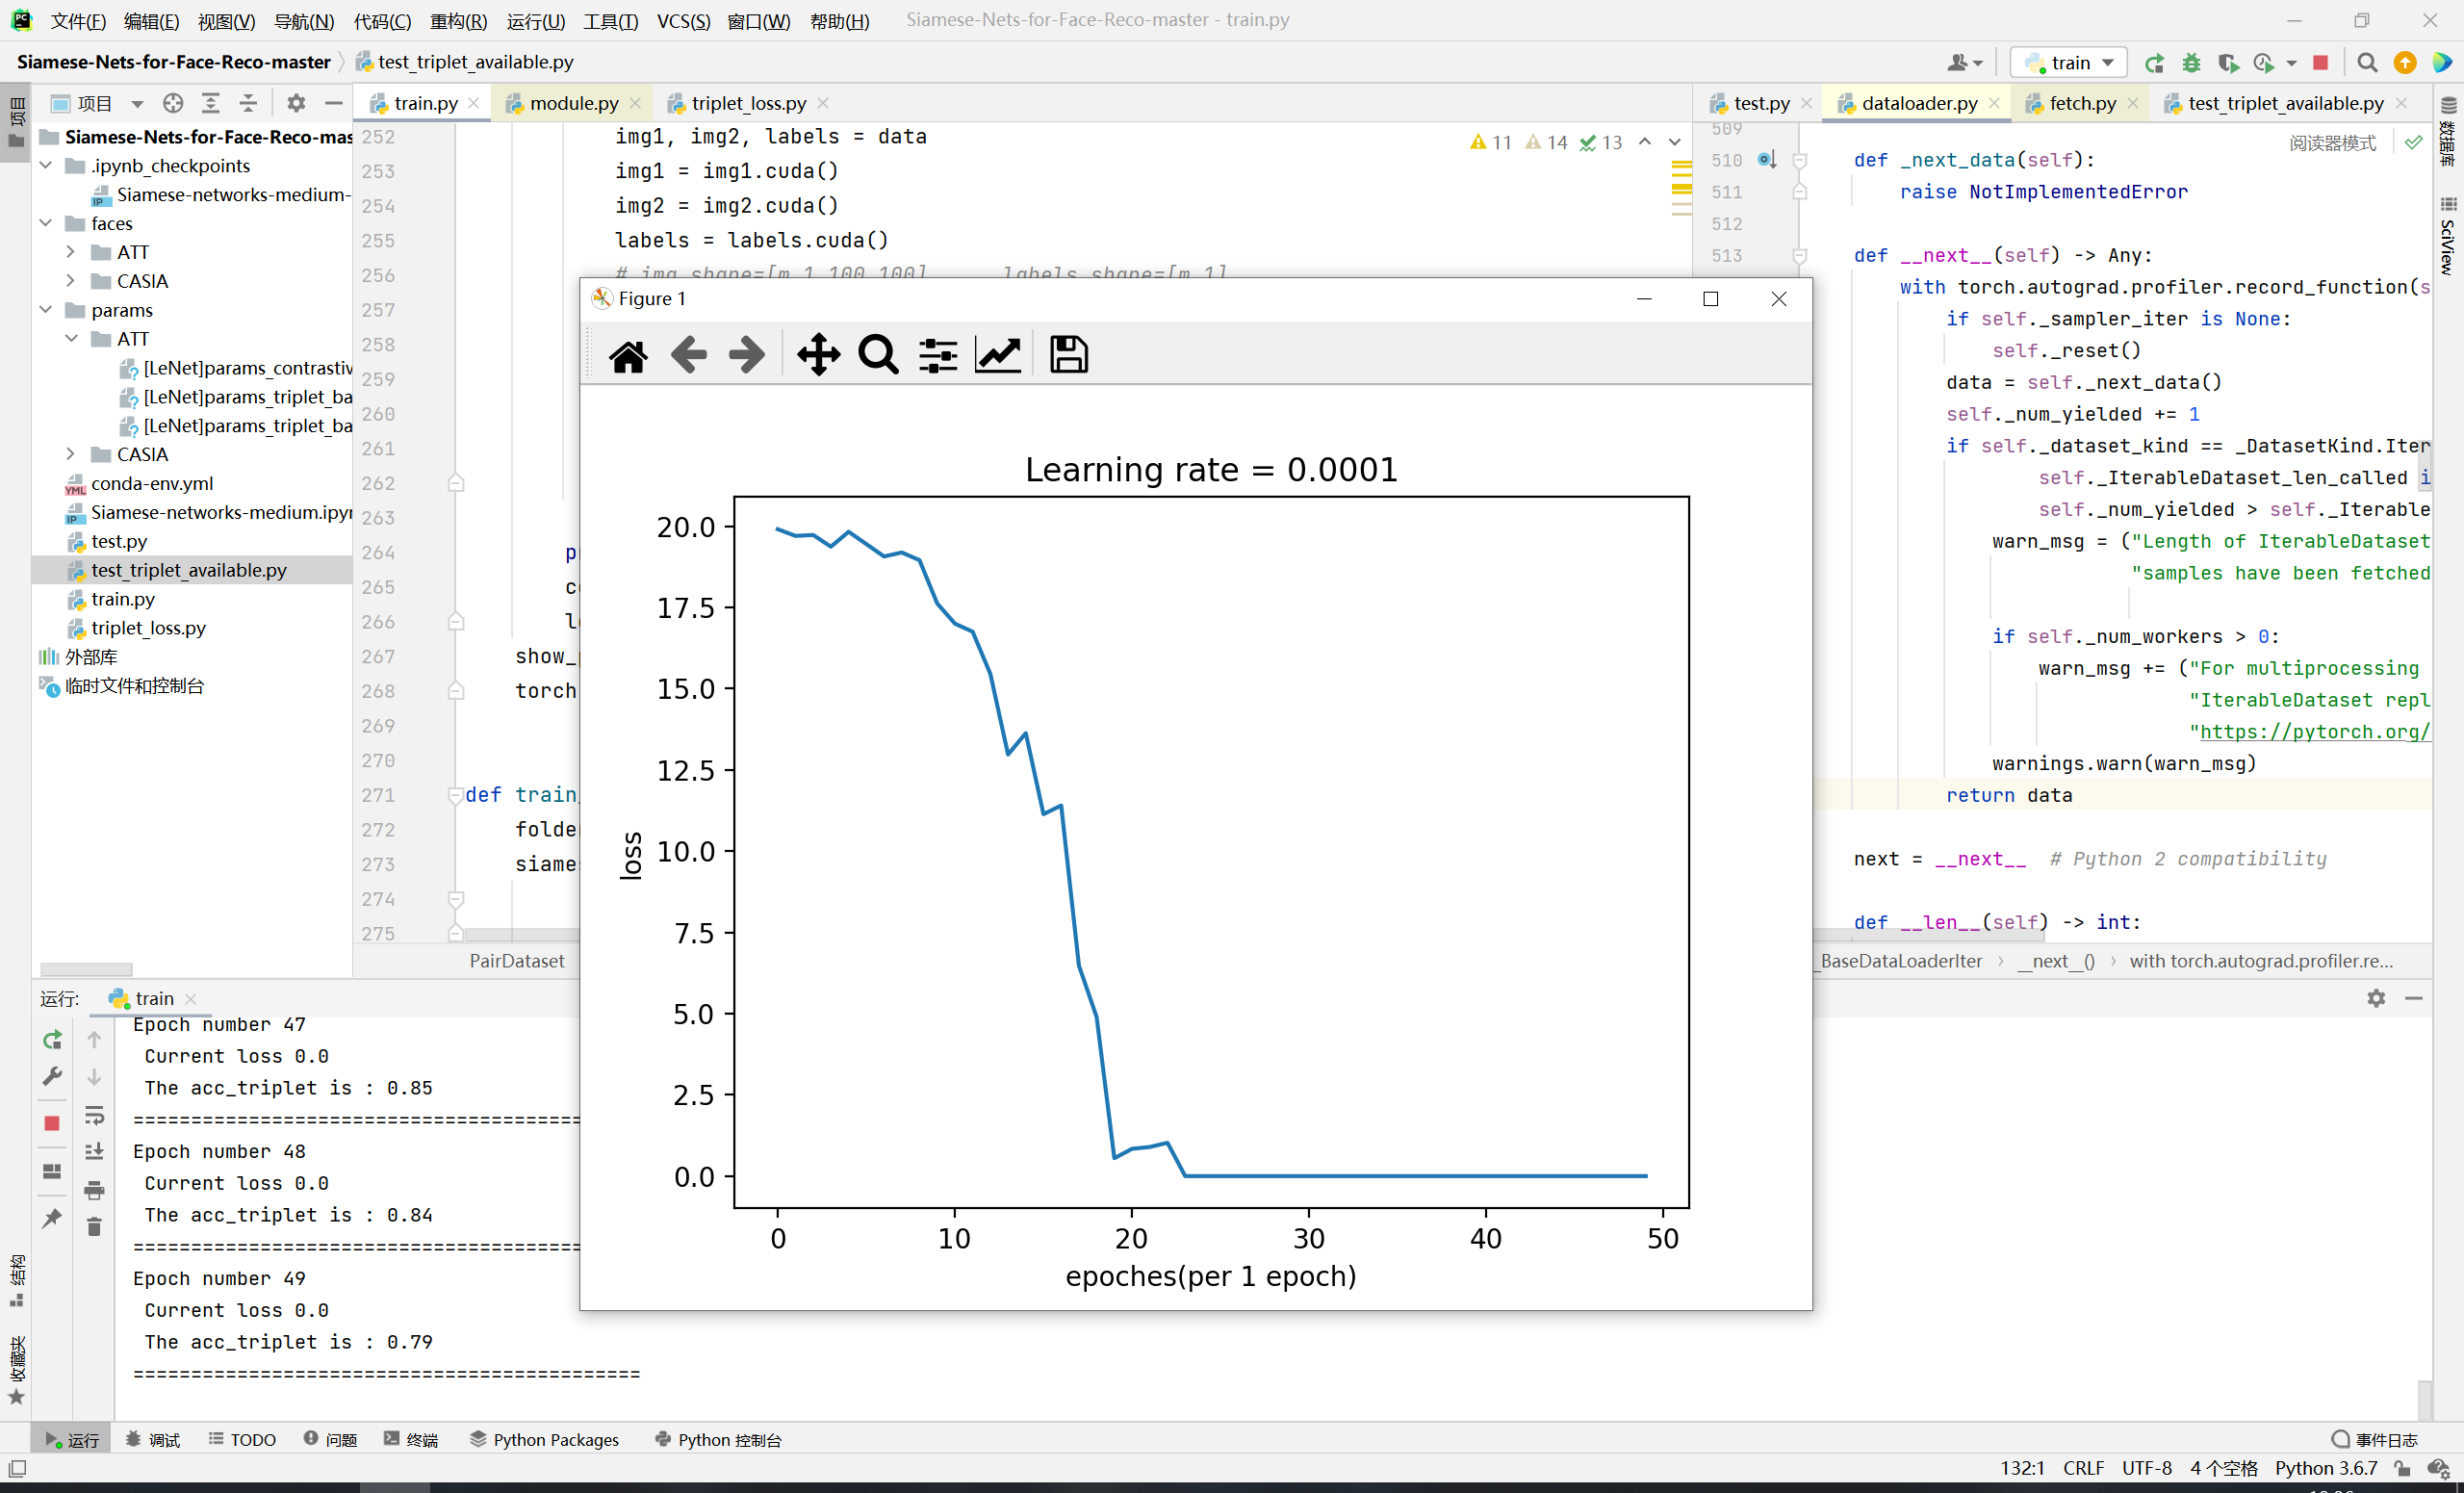 文件(F) 编辑(E) 视图(V) 导航(N) 代码(C) 重构(R) 运行(U) 工具(T) VCS(S) 窗口(W) 帮助(H) Siamese-Nets-for-Face-Reco-master - train.py
Siamese-Nets-for-Face-Reco-master test_triplet_available.py train
项目
Siamese-Nets-for-Face-Reco-mas
.ipynb_checkpoints
Siamese-networks-medium-
faces
ATT
CASIA
params
ATT
[LeNet]params_contrastiv
[LeNet]params_triplet_ba
[LeNet]params_triplet_ba
CASIA
conda-env.yml
Siamese-networks-medium.ipyn
test.py
test_triplet_available.py
train.py
triplet_loss.py
外部库
临时文件和控制台
项目
结构
收藏夹
train.py module.py triplet_loss.py
11 14 13
252 img1, img2, labels = data
253 img1 = img1.cuda()
254 img2 = img2.cuda()
255 labels = labels.cuda()
256 # img shape=[m,1,100,100] labels shape=[m,1]
257
258
259
260
261
262
263
264 p
265 c
266 l
267 show_
268 torch
269
270
271 def train_
272 folde
273 siame
274
275
PairDataset
Figure 1
Learning rate = 0.0001
20.0
17.5
15.0
12.5
10.0
7.5
5.0
2.5
0.0
loss
0 10 20 30 40 50
epoches(per 1 epoch)
test.py dataloader.py fetch.py test_triplet_available.py
阅读器模式
509
510 def _next_data(self):
511 raise NotImplementedError
512
513 def __next__(self) -> Any:
with torch.autograd.profiler.record_function(s
if self._sampler_iter is None:
self._reset()
data = self._next_data()
self._num_yielded += 1
if self._dataset_kind == _DatasetKind.Iter
self._IterableDataset_len_called i
self._num_yielded > self._Iterable
warn_msg = ("Length of IterableDataset
"samples have been fetched
if self._num_workers > 0:
warn_msg += ("For multiprocessing
"IterableDataset repl
"https://pytorch.org/
warnings.warn(warn_msg)
return data
next = __next__ # Python 2 compatibility
def __len__(self) -> int:
_BaseDataLoaderIter __next__() with torch.autograd.profiler.re...
数据库
SciView
运行: train
Epoch number 47
Current loss 0.0
The acc_triplet is : 0.85
=======================================
Epoch number 48
Current loss 0.0
The acc_triplet is : 0.84
=======================================
Epoch number 49
Current loss 0.0
The acc_triplet is : 0.79
============================================
运行 调试 TODO 问题 终端 Python Packages Python 控制台 事件日志
132:1 CRLF UTF-8 4 个空格 Python 3.6.7